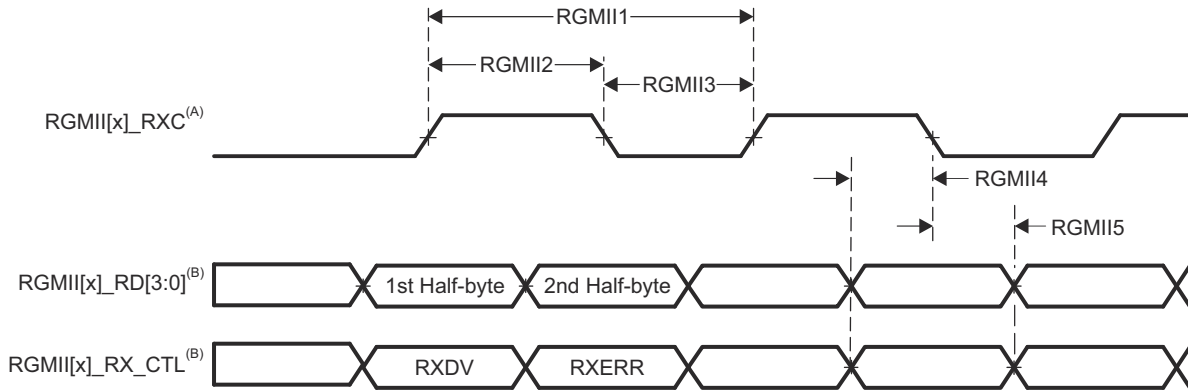 RGMII1
RGMII2
RGMII3
RGMII[x]_RXC(A)
RGMII4
RGMII5
RGMII[x]_RD[3:0](B)
1st Half-byte
2nd Half-byte
RGMII[x]_RX_CTL(B)
RXDV
RXERR